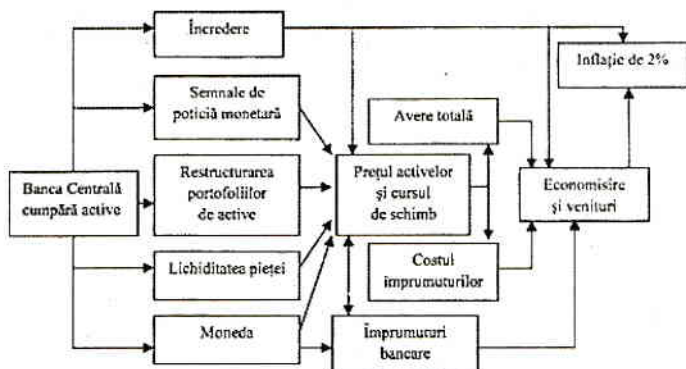 Încredere
Inflație de 2%
Semnale de
poticiă monetară
Avere totală
Banca Centrală
cumpără active
Restructurarea
portofoliilor
de active
Prețul activelor
și cursul
de schimb
Economisire
și venituri
Lichiditatea pieței
Costul
împrumuturilor
Moneda
Împrumuturi
bancare